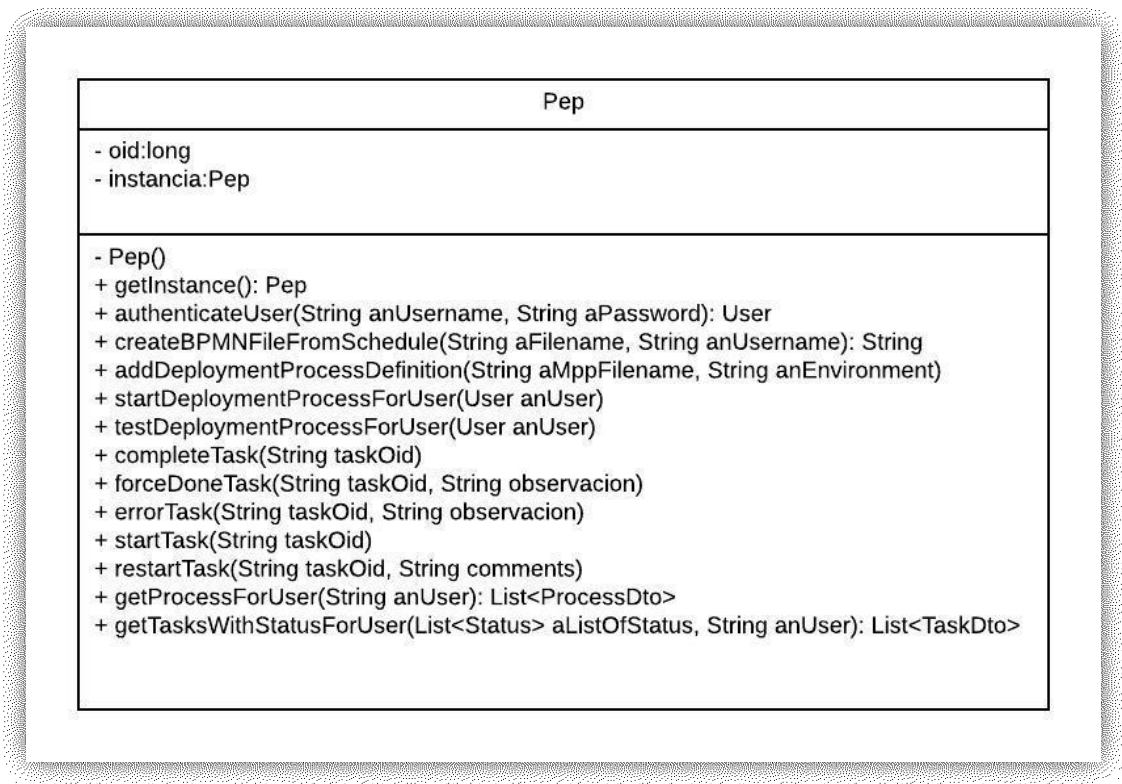 Pep
- oid:long
- instancia:Pep
- Pep()
+ getInstance(): Pep
+ authenticateUser(String anUsername, String aPassword): User
+ createBPMNFileFromSchedule(String aFilename, String anUsername): String
+ addDeploymentProcessDefinition(String aMppFilename, String anEnvironment)
+ startDeploymentProcessForUser(User anUser)
+ testDeploymentProcessForUser(User anUser)
+ completeTask(String taskOid)
+ forceDoneTask(String taskOid, String observacion)
+ errorTask(String taskOid, String observacion)
+ startTask(String taskOid)
+ restartTask(String taskOid, String comments)
+ getProcessForUser(String anUser): List<ProcessDto>
+ getTasksWithStatusForUser(List<Status> aListOfStatus, String anUser): List<TaskDto>